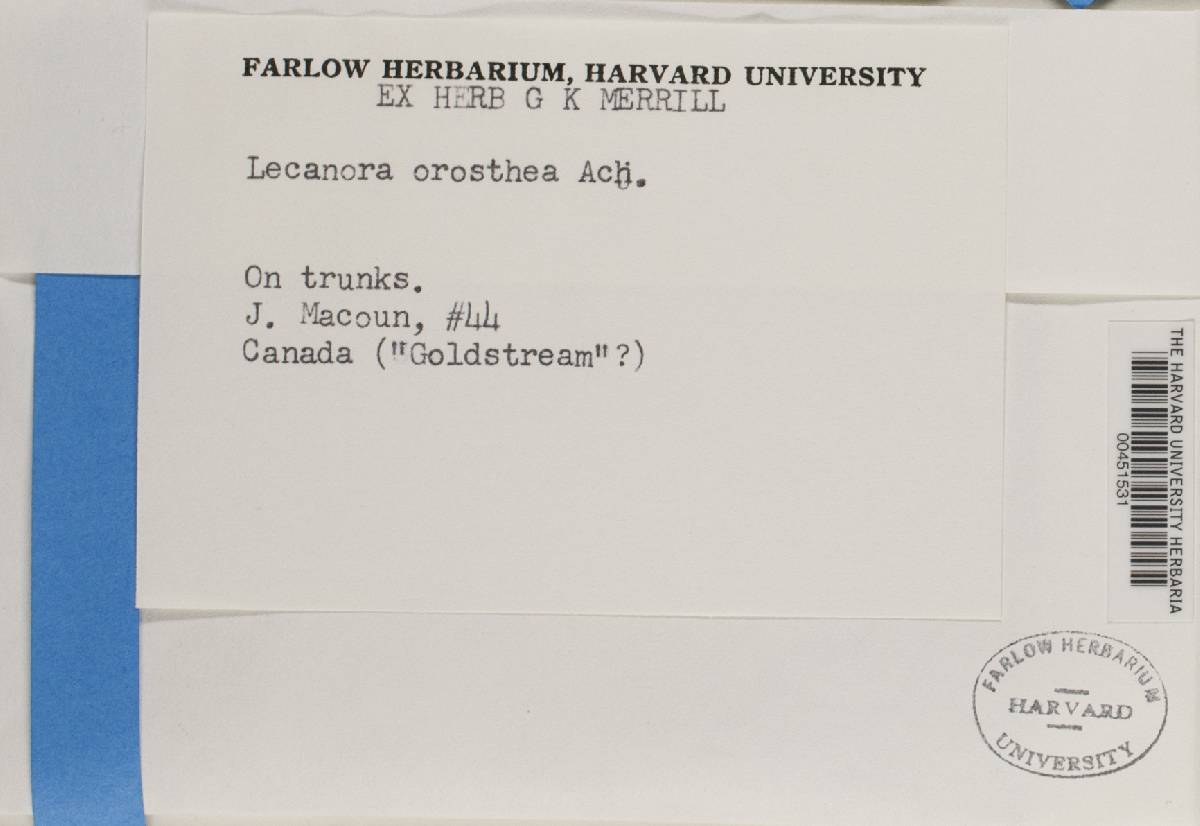 FARLOW HERBARIUM, HARVARD UNIVERSITY
EX HERB G K MERRILL
Lecanora orosthea Ach.
On trunks.
J. Macoun, #44
Canada ("Goldstream"?)
THE HARVARD UNIVERSITY HERBARIA
00451531
FARLOW HERBARIUM
HARVARD
UNIVERSITY